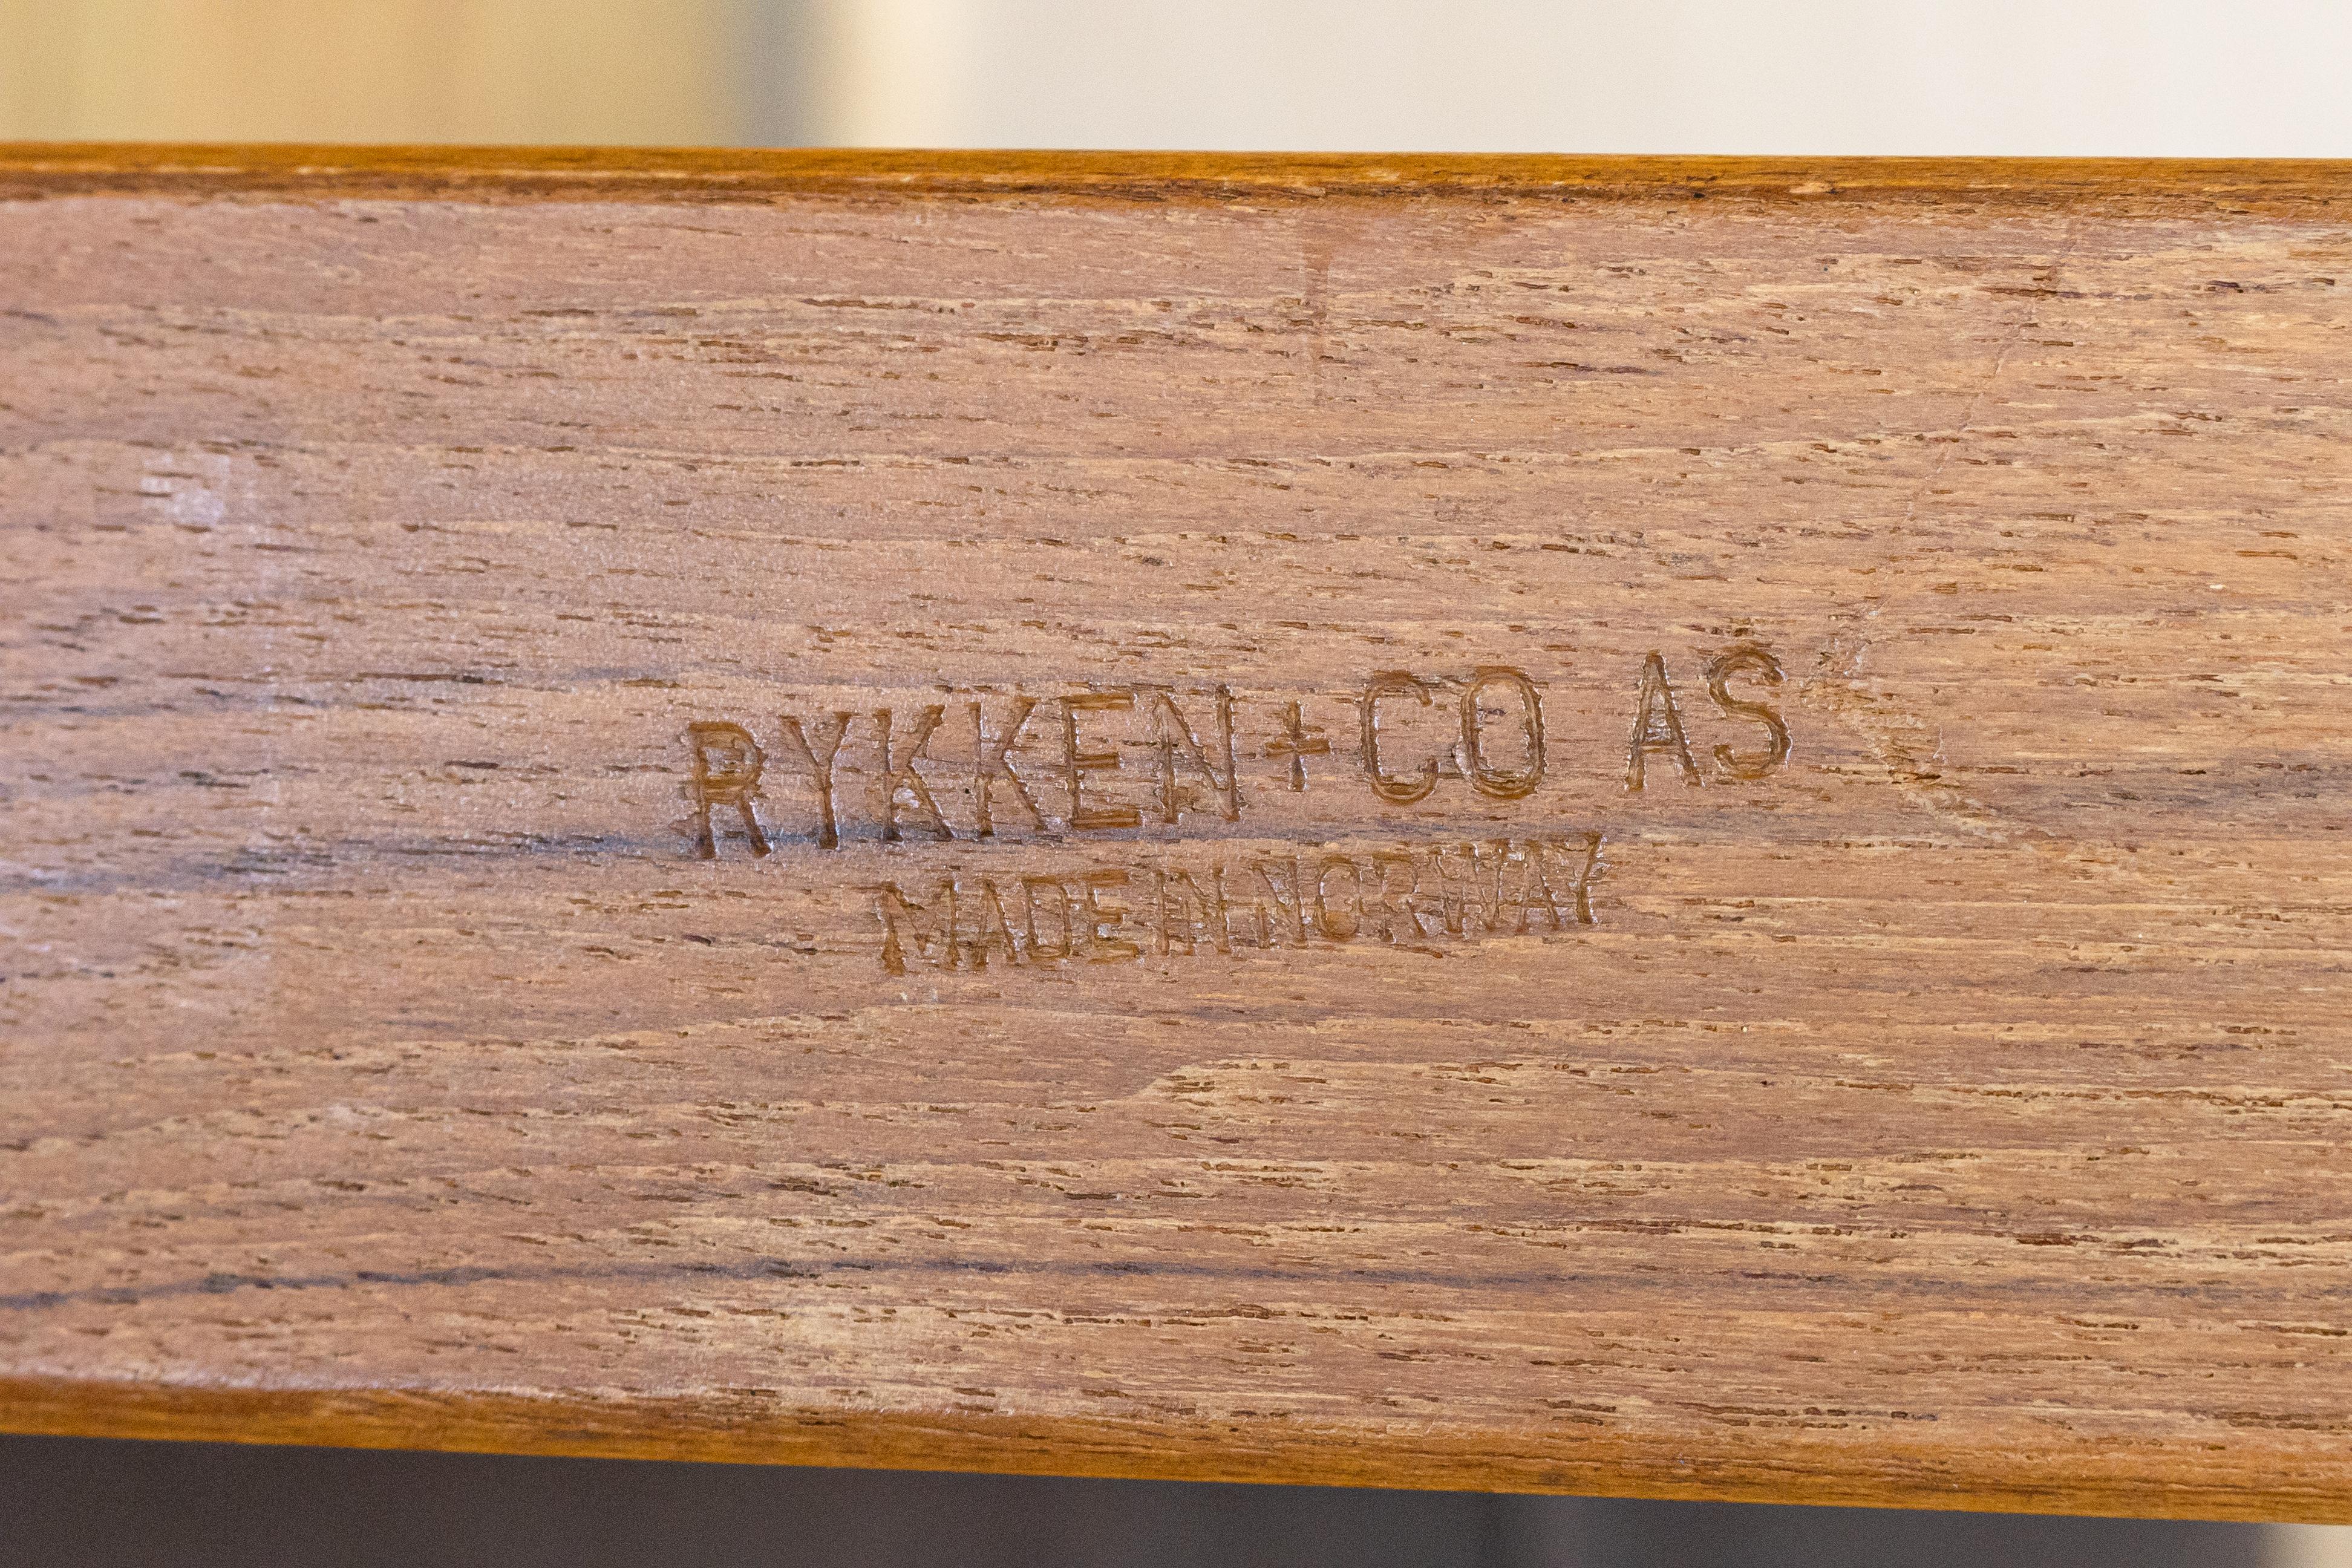 RYKKEN+CO AS
MADE IN NORWAY